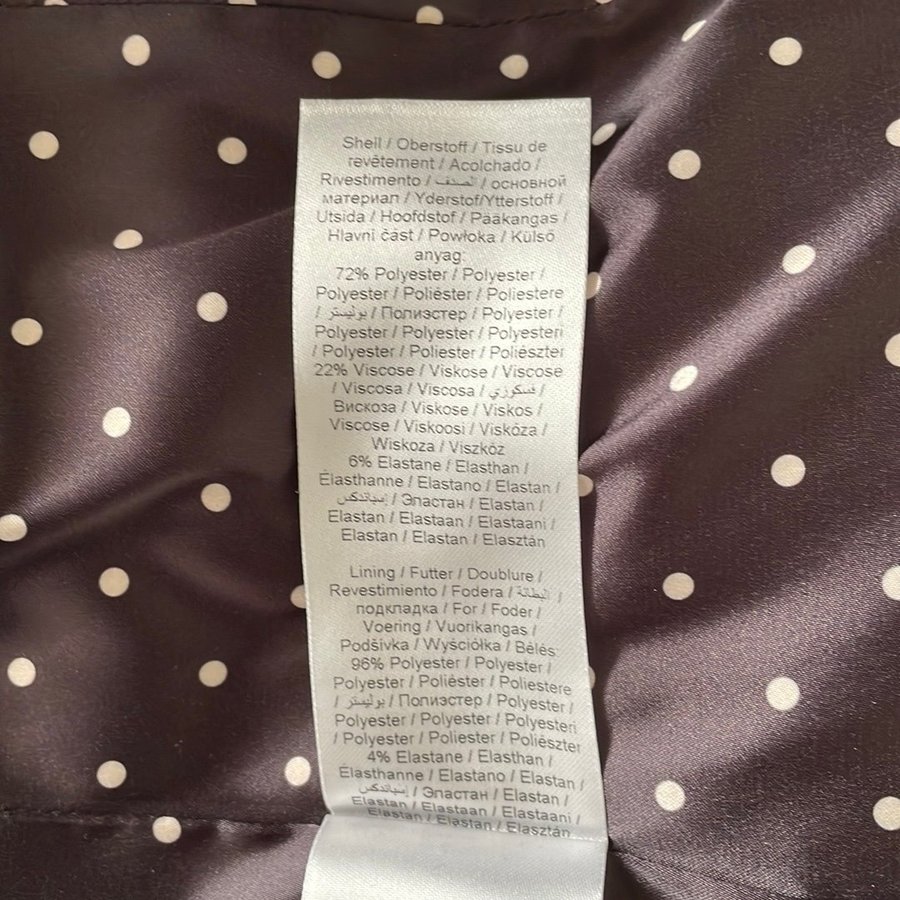 Shell / Oberstoff / Tissu de
revêtement / Acolchado /
Rivestimento / الصدف / основной
материал / Yderstof/Ytterstoff /
Utsida / Hoofdstof / Pääkangas /
Hlavní část / Powłoka / Külső
anyag:
72% Polyester / Polyester /
Polyester / Poliéster / Poliestere
/ بوليستر / Полиэстер / Polyester /
Polyester / Polyester / Polyesteri
/ Polyester / Poliester / Poliészter
22% Viscose / Viskose / Viscose
/ Viscosa / Viscosa / فسكوزي /
Вискоза / Viskose / Viskos /
Viscose / Viskoosi / Viskóza /
Wiskoza / Viszkóz
6% Elastane / Elasthan /
Élasthanne / Elastano / Elastan /
إسباندكس / Эластан / Elastan /
Elastan / Elastaan / Elastaani /
Elastan / Elastan / Elasztán
Lining / Futter / Doublure /
Revestimiento / Fodera / البطانة /
подкладка / For / Foder /
Voering / Vuorikangas /
Podšívka / Wyściółka / Bélés:
96% Polyester / Polyester /
Polyester / Poliéster / Poliestere
/ بوليستر / Полиэстер / Polyester /
Polyester / Polyester / Polyesteri
/ Polyester / Poliester / Poliészter
4% Elastane / Elasthan /
Élasthanne / Elastano / Elastan /
إسباندكس / Эластан / Elastan /
Elastan / Elastaan / Elastaani /
Elastan / Elastan / Elasztán